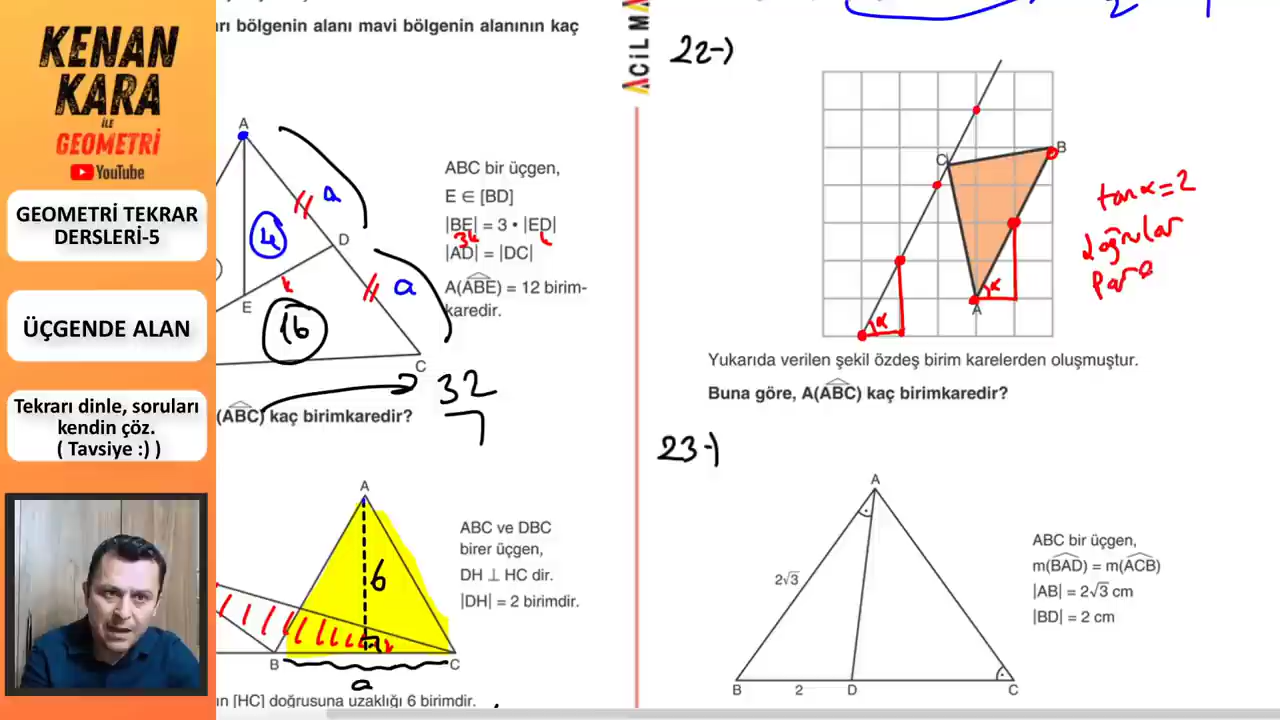 KENAN
KARA
İLE
GEOMETRİ
YouTube
GEOMETRİ TEKRAR
DERSLERİ-5
ÜÇGENDE ALAN
Tekrarı dinle, soruları
kendin çöz.
( Tavsiye :) )
bölgenin alanı mavi bölgenin alanının kaç
A
4
a
D
k
E
a
16
C
ABC bir üçgen,
E ∈ [BD]
|BE| = 3 • |ED|
3k k
|AD| = |DC|
A(ABE) = 12 birim-
karedir.
(ABC) kaç birimkaredir?
32
A
6
B
C
a
ABC ve DBC
birer üçgen,
DH ⊥ HC dir.
|DH| = 2 birimdir.
[HC] doğrusuna uzaklığı 6 birimdir.
ACİL M
22-)
C
B
α
α
A
tanα=2
doğrular
Para
Yukarıda verilen şekil özdeş birim karelerden oluşmuştur.
Buna göre, A(ABC) kaç birimkaredir?
23-)
A
2√3
B
2
D
C
ABC bir üçgen,
m(BAD) = m(ACB)
|AB| = 2√3 cm
|BD| = 2 cm